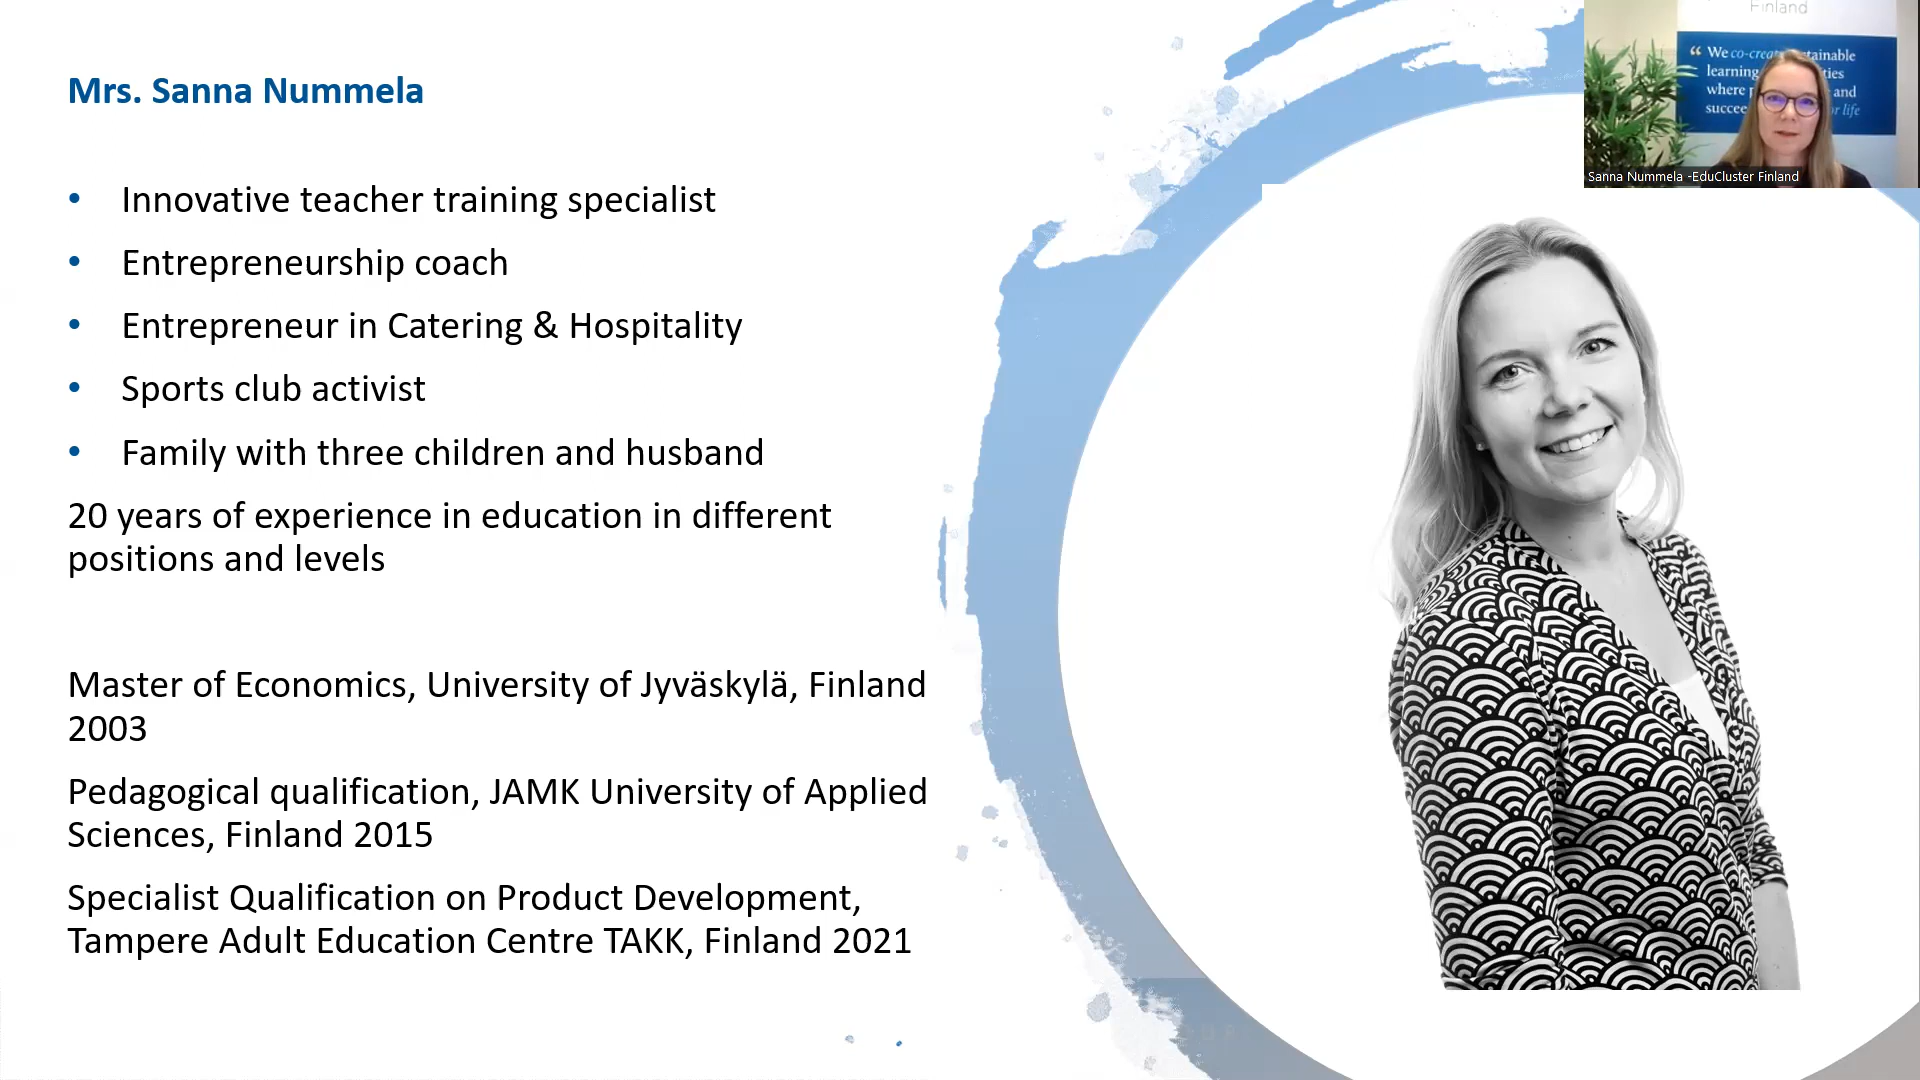 Mrs. Sanna Nummela
• Innovative teacher training specialist
• Entrepreneurship coach
• Entrepreneur in Catering & Hospitality
• Sports club activist
• Family with three children and husband
20 years of experience in education in different
positions and levels
Master of Economics, University of Jyväskylä, Finland
2003
Pedagogical qualification, JAMK University of Applied
Sciences, Finland 2015
Specialist Qualification on Product Development,
Tampere Adult Education Centre TAKK, Finland 2021
Finland
“ We
learning
where and
Sanna Nummela -EduCluster Finland